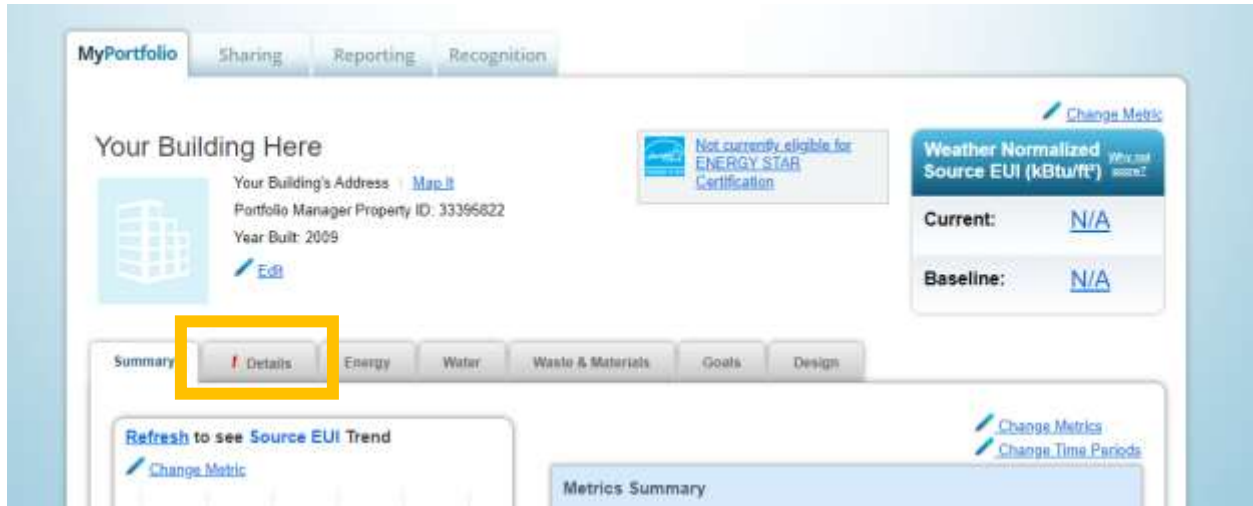 MyPortfolio Sharing Reporting Recognition
Change Metric
Your Building Here
Not currently eligible for
ENERGY STAR
Certification
Weather Normalized
Source EUI (kBtu/ft²)
Why not
score?
Your Building's Address Map It
Portfolio Manager Property ID: 33395822
Year Built: 2009
Edit
Current: N/A
Baseline: N/A
Summary ! Details Energy Water Waste & Materials Goals Design
Refresh to see Source EUI Trend
Change Metric
Change Metrics
Change Time Periods
Metrics Summary